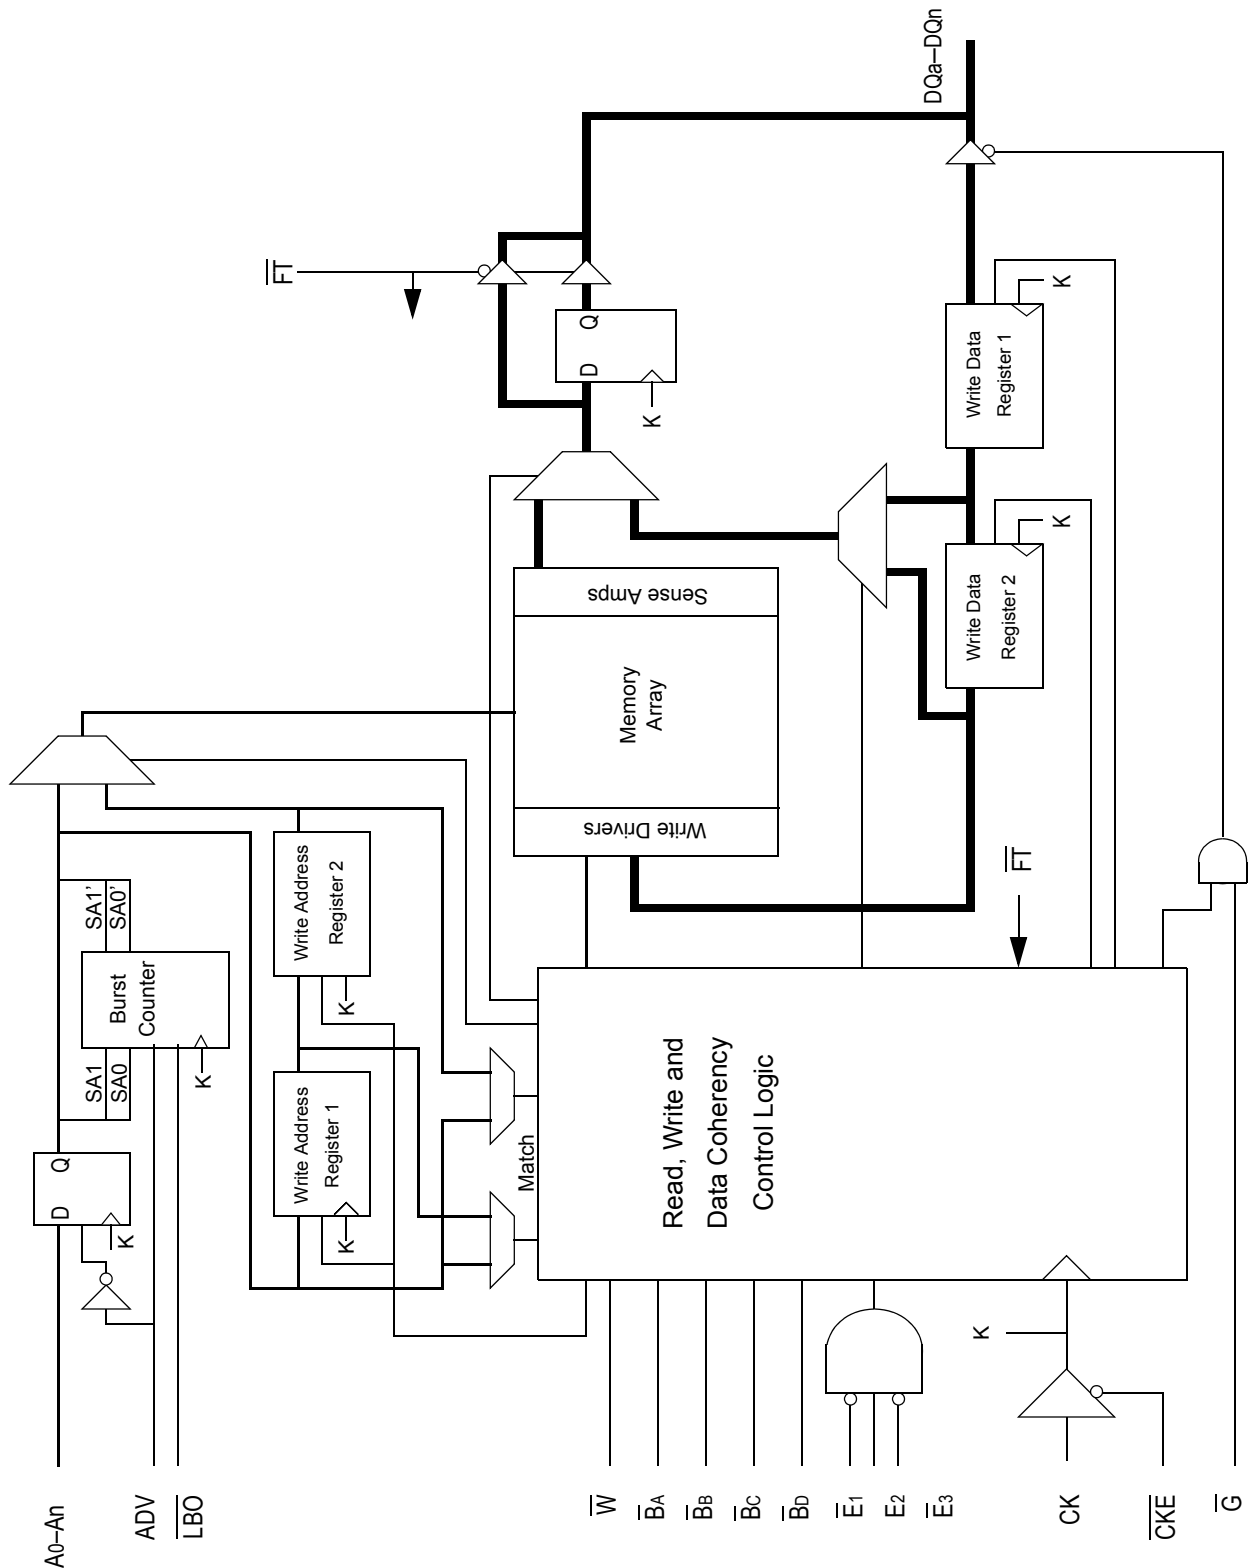 A0–An
ADV
LBO
W
BA
BB
BC
BD
E1
E2
E3
CK
CKE
G
D
Q
K
SA1
SA0
Burst
Counter
SA1’
SA0’
K
Write Address
Register 1
K
Write Address
Register 2
K
Match
Read, Write and
Data Coherency
Control Logic
K
FT
Write Drivers
Memory
Array
Sense Amps
D
Q
K
FT
Write Data
Register 2
K
Write Data
Register 1
K
DQa–DQn